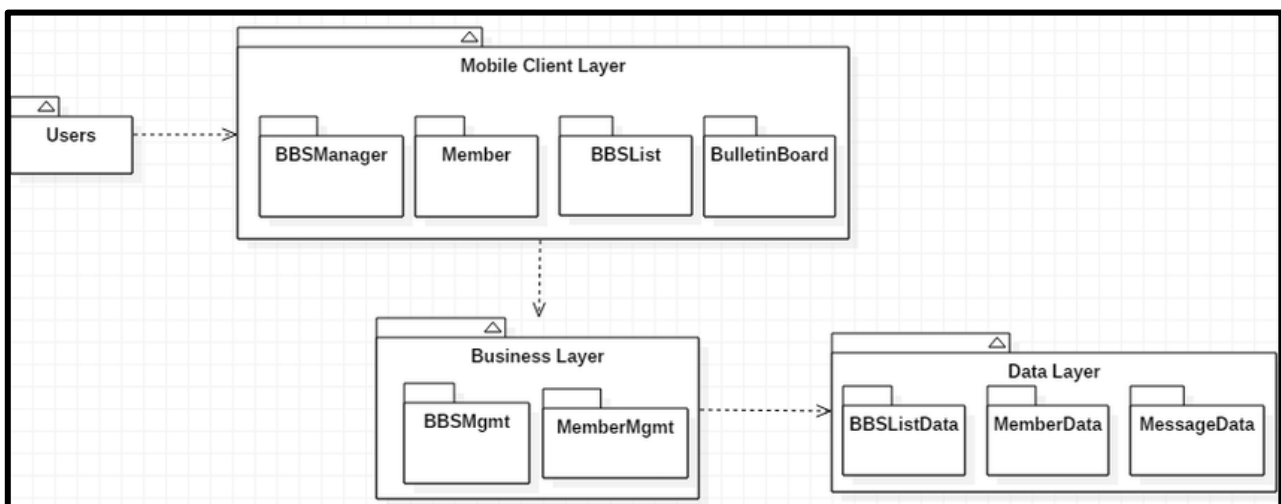 Mobile Client Layer
Users
BBSManager
Member
BBSList
BulletinBoard
Business Layer
BBSMgmt
MemberMgmt
Data Layer
BBSListData
MemberData
MessageData